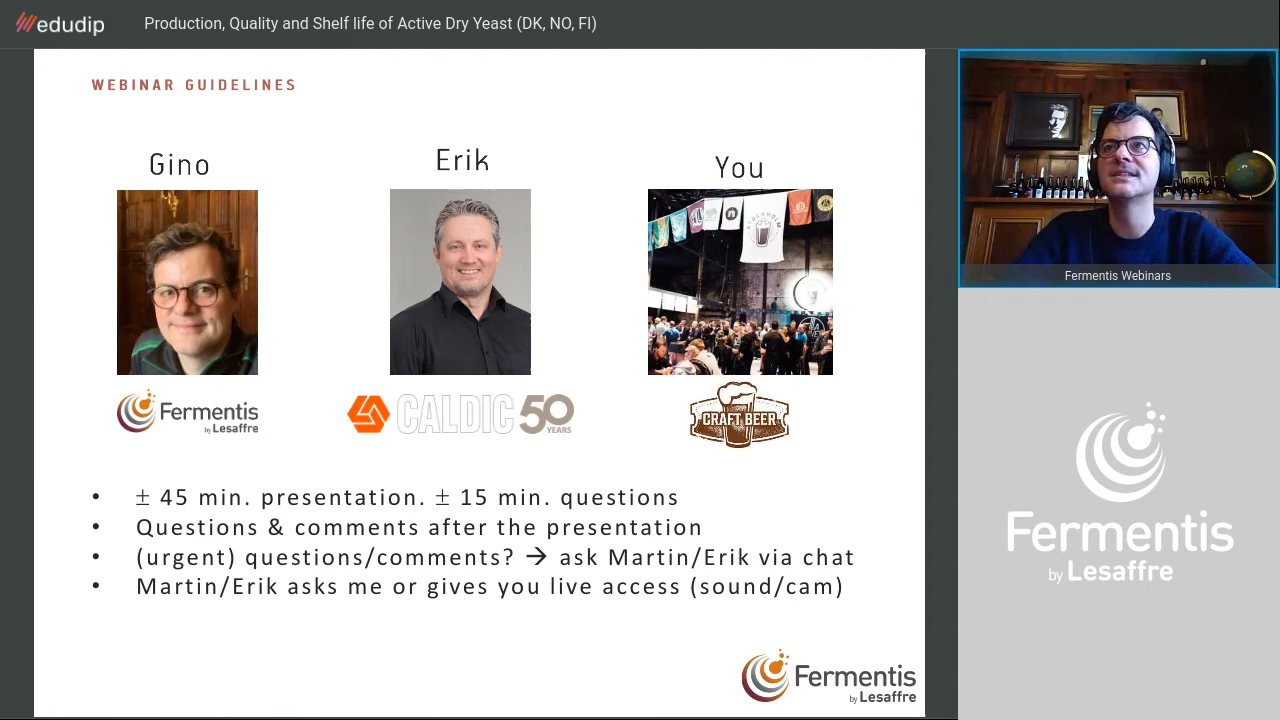 edudip
Production, Quality and Shelf life of Active Dry Yeast (DK, NO, FI)
WEBINAR GUIDELINES
Gino
Erik
You
STOCKHOLM
Fermentis
by Lesaffre
CALDIC 50
YEARS
CRAFT BEER
• ± 45 min. presentation. ± 15 min. questions
• Questions & comments after the presentation
• (urgent) questions/comments? → ask Martin/Erik via chat
• Martin/Erik asks me or gives you live access (sound/cam)
Fermentis
by Lesaffre
Fermentis Webinars
Fermentis
by Lesaffre